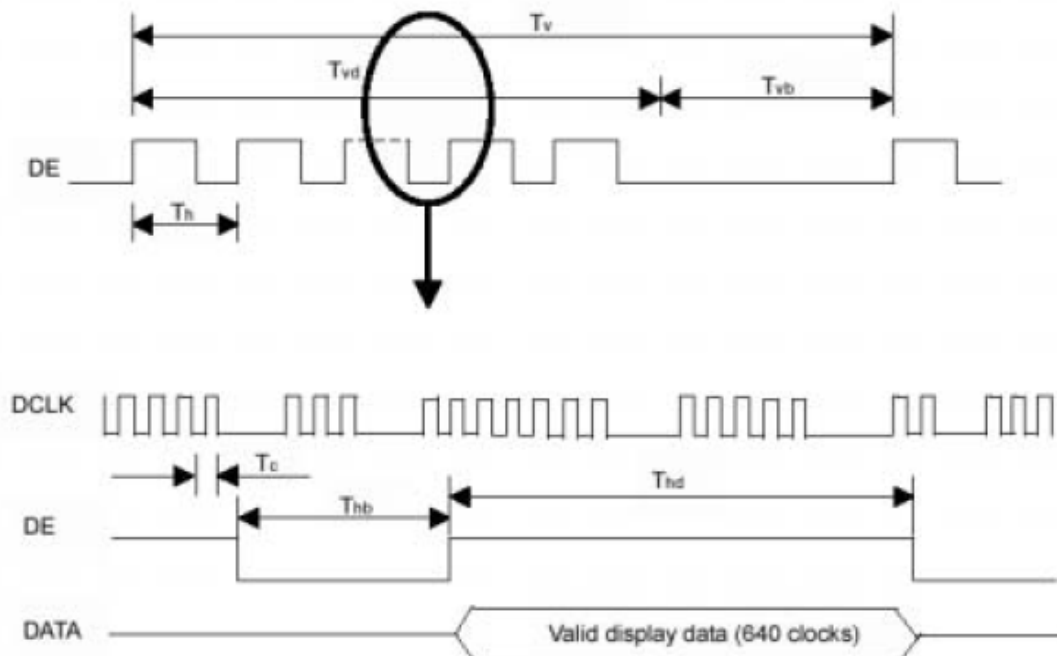 Tv
Tvd
Tvb
DE
Th
DCLK
Tc
Thb
Thd
DE
DATA
Valid display data (640 clocks)